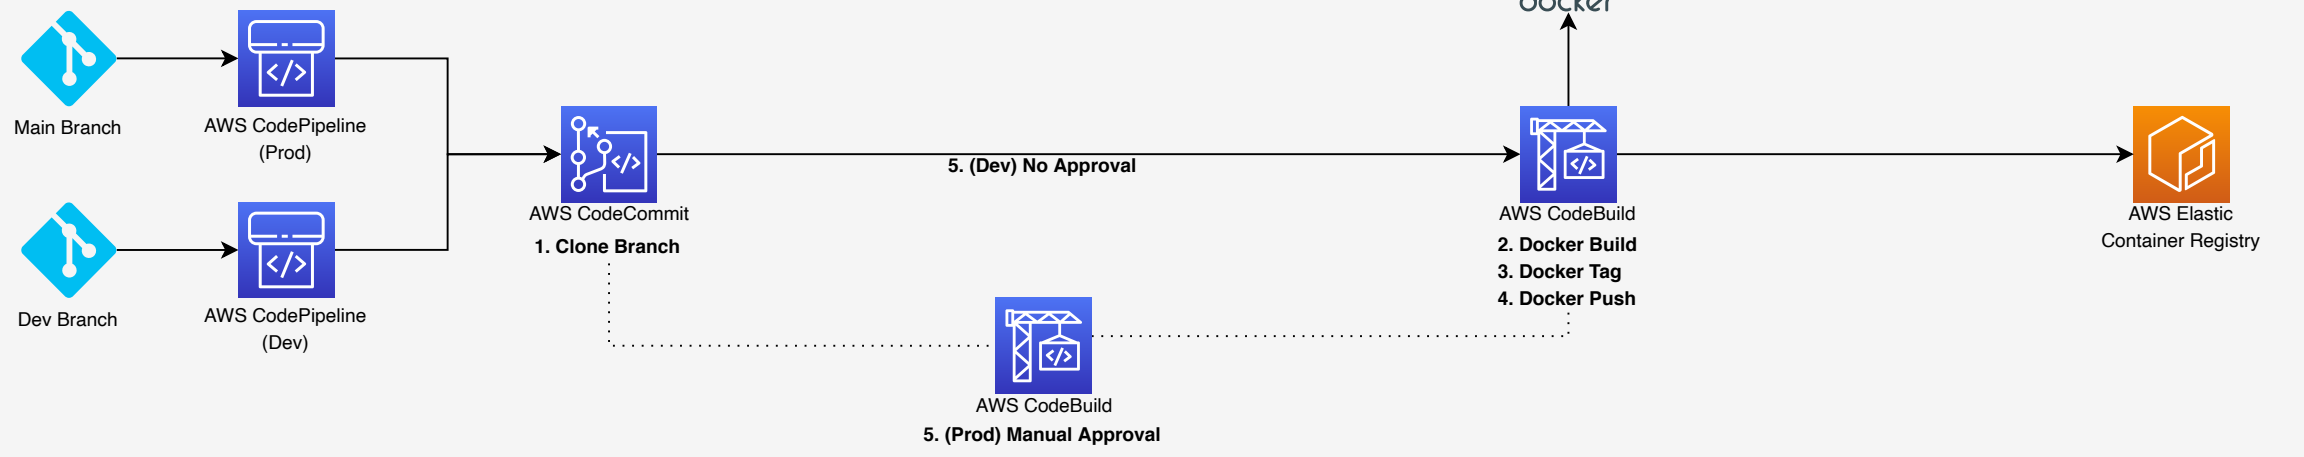 docker
Main Branch
AWS CodePipeline
(Prod)
Dev Branch
AWS CodePipeline
(Dev)
AWS CodeCommit
1. Clone Branch
5. (Dev) No Approval
AWS CodeBuild
5. (Prod) Manual Approval
AWS CodeBuild
2. Docker Build
3. Docker Tag
4. Docker Push
AWS Elastic
Container Registry